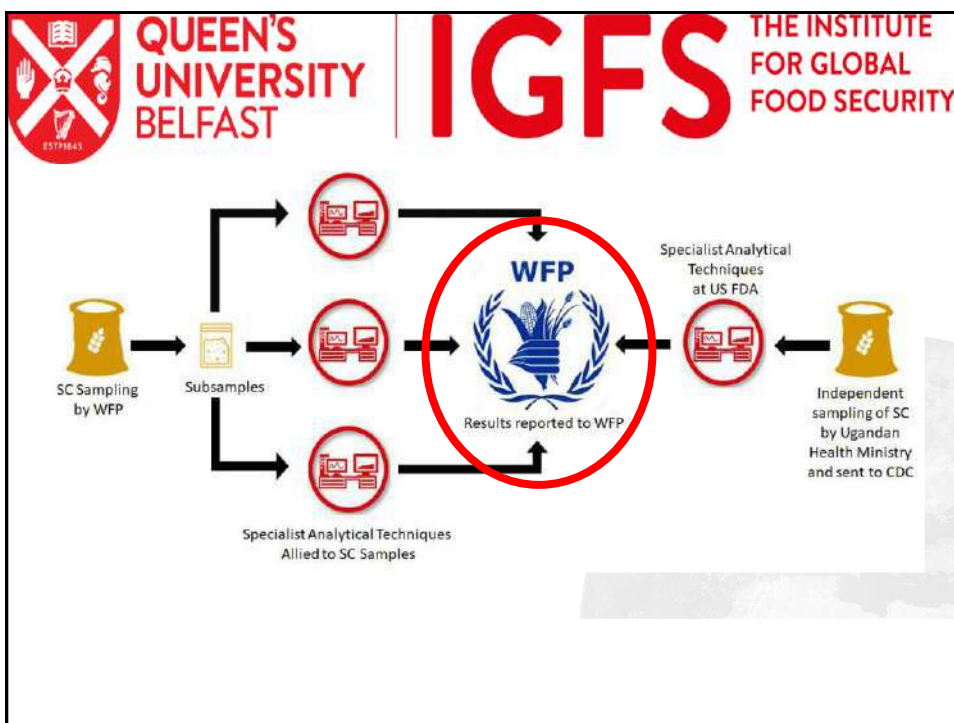 QUEEN'S
UNIVERSITY
BELFAST
ESTD1845
IGFS
THE INSTITUTE
FOR GLOBAL
FOOD SECURITY
SC Sampling
by WFP
Subsamples
Specialist Analytical Techniques
Allied to SC Samples
WFP
Results reported to WFP
Specialist Analytical
Techniques
at US FDA
Independent
sampling of SC
by Ugandan
Health Ministry
and sent to CDC